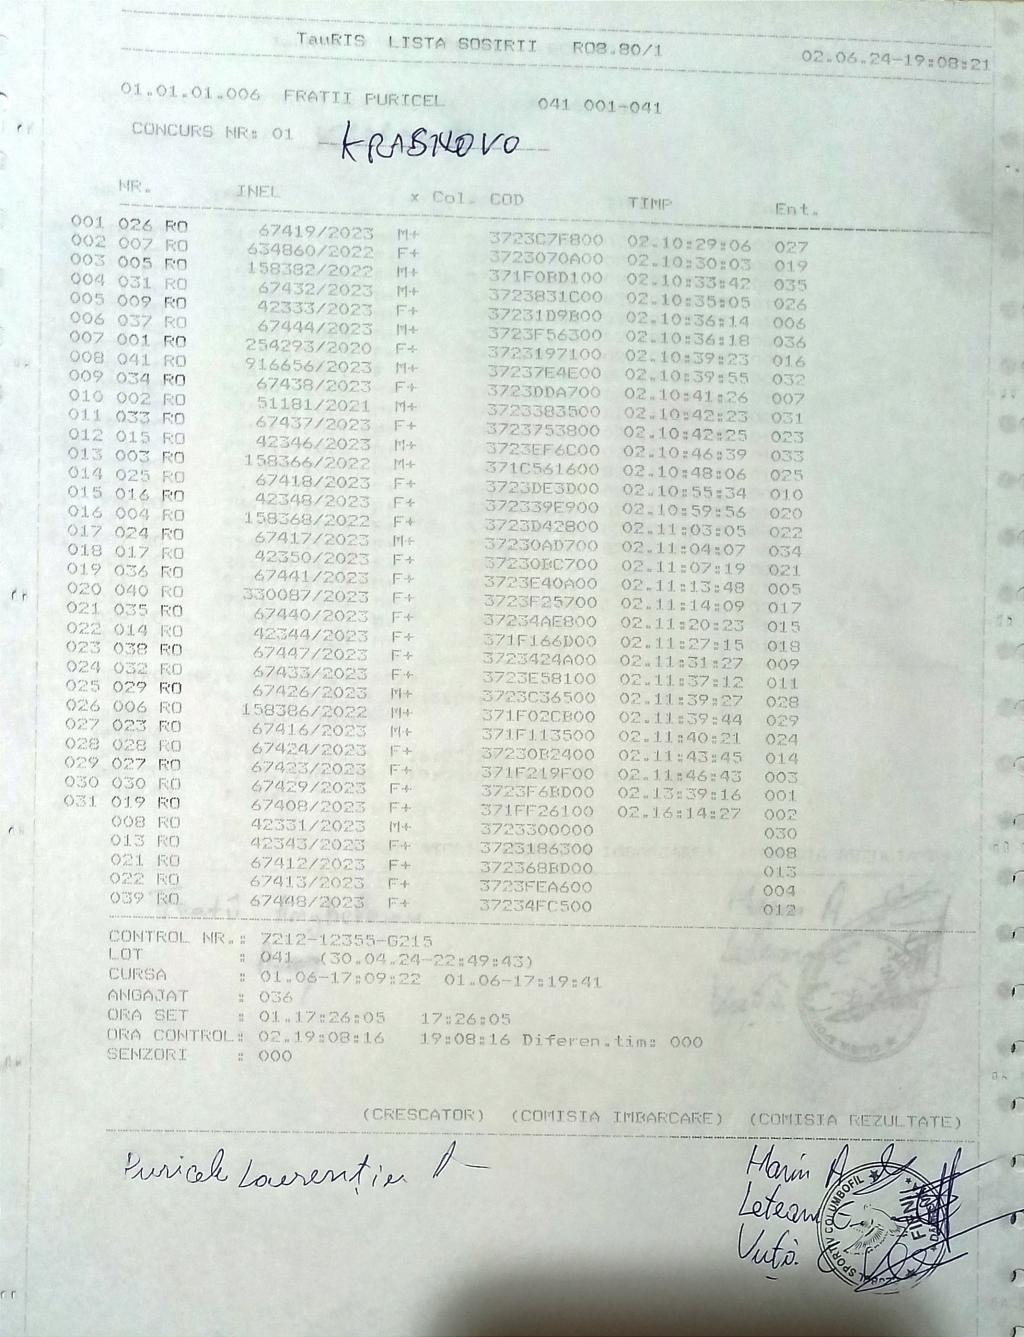 TauRIS LISTA SOSIRII RO8.80/1 02.06.24-19:08:21
01.01.01.006 FRATII PURICEL 041 001-041
CONCURS NR: 01 KRASNOVO
NR. INEL x Col. COD TIMP Ent.
001 026 RO 67419/2023 M+ 3723C7F800 02.10:29:06 027
002 007 RO 634860/2022 F+ 3723070A00 02.10:30:03 019
003 005 RO 158382/2022 M+ 371F0BD100 02.10:33:42 035
004 031 RO 67432/2023 M+ 3723831C00 02.10:35:05 026
005 009 RO 42333/2023 F+ 37231D9B00 02.10:36:14 006
006 037 RO 67444/2023 M+ 3723F56300 02.10:36:18 036
007 001 RO 254293/2020 F+ 3723197100 02.10:39:23 016
008 041 RO 916656/2023 M+ 37237E4E00 02.10:39:55 032
009 034 RO 67438/2023 F+ 3723DDA700 02.10:41:26 007
010 002 RO 51181/2021 M+ 3723383500 02.10:42:23 031
011 033 RO 67437/2023 F+ 3723753800 02.10:42:25 023
012 015 RO 42346/2023 M+ 3723EF6C00 02.10:46:39 033
013 003 RO 158366/2022 M+ 371C561600 02.10:48:06 025
014 025 RO 67418/2023 F+ 3723DE3D00 02.10:55:34 010
015 016 RO 42348/2023 F+ 372339E900 02.10:59:56 020
016 004 RO 158368/2022 F+ 3723D42800 02.11:03:05 022
017 024 RO 67417/2023 M+ 37230AD700 02.11:04:07 034
018 017 RO 42350/2023 F+ 37230BC700 02.11:07:19 021
019 036 RO 67441/2023 F+ 3723E40A00 02.11:13:48 005
020 040 RO 330087/2023 F+ 3723F25700 02.11:14:09 017
021 035 RO 67440/2023 F+ 37234AE800 02.11:20:23 015
022 014 RO 42344/2023 F+ 371F166D00 02.11:27:15 018
023 038 RO 67447/2023 F+ 3723424A00 02.11:31:27 009
024 032 RO 67433/2023 F+ 3723E58100 02.11:37:12 011
025 029 RO 67426/2023 M+ 3723C36500 02.11:39:27 028
026 006 RO 158386/2022 M+ 371F02CB00 02.11:39:44 029
027 023 RO 67416/2023 M+ 371F113500 02.11:40:21 024
028 028 RO 67424/2023 F+ 37230B2400 02.11:43:45 014
029 027 RO 67423/2023 F+ 371F219F00 02.11:46:43 003
030 030 RO 67429/2023 F+ 3723F6BD00 02.13:39:16 001
031 019 RO 67408/2023 F+ 371FF26100 02.16:14:27 002
008 RO 42331/2023 M+ 3723300000 030
013 RO 42343/2023 F+ 3723186300 008
021 RO 67412/2023 F+ 372368BD00 013
022 RO 67413/2023 F+ 3723FEA600 004
039 RO 67448/2023 F+ 37234FC500 012
CONTROL NR.: 7212-12355-G215
LOT : 041 (30.04.24-22:49:43)
CURSA : 01.06-17:09:22 01.06-17:19:41
ANGAJAT : 036
ORA SET : 01.17:26:05 17:26:05
ORA CONTROL: 02.19:08:16 19:08:16 Diferen.tim: 000
SENZORI : 000
(CRESCATOR) (COMISIA IMBARCARE) (COMISIA REZULTATE)
Puricel Laurențiu
Marin A
COLUMBOFIL
SPORTIV